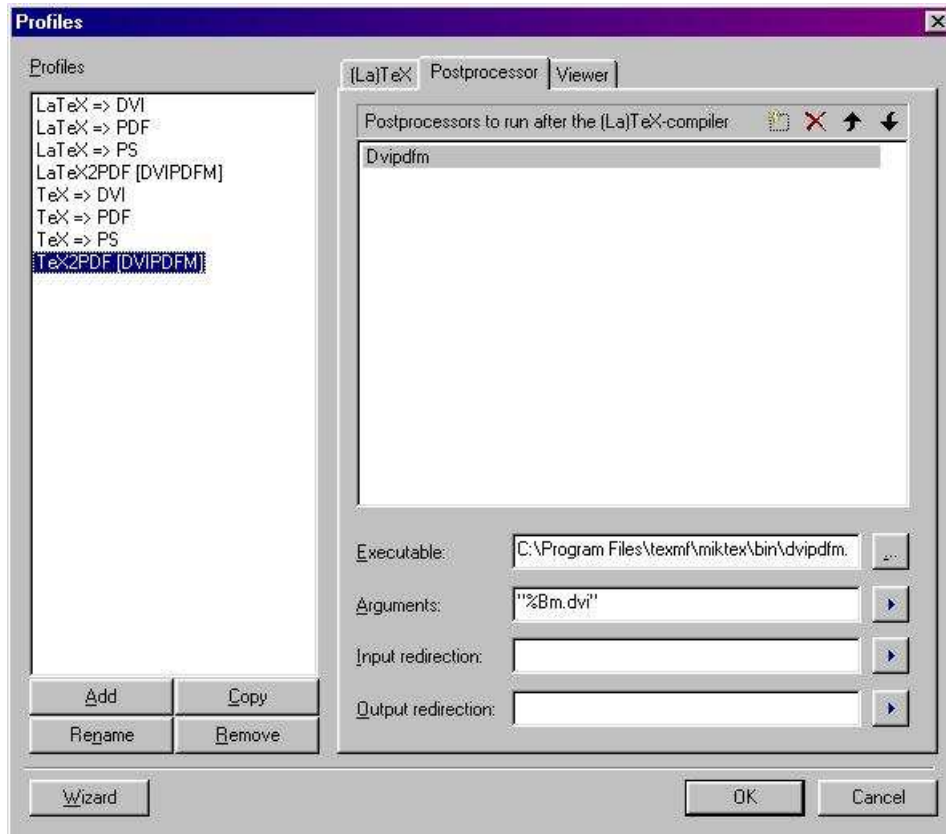 Profiles
Profiles
LaTeX => DVI
LaTeX => PDF
LaTeX => PS
LaTeX2PDF [DVIPDFM]
TeX => DVI
TeX => PDF
TeX => PS
TeX2PDF [DVIPDFM]
Add
Copy
Rename
Remove
Wizard
(La)TeX
Postprocessor
Viewer
Postprocessors to run after the (La)TeX-compiler
Dvipdfm
Executable:
C:\Program Files\texmf\miktex\bin\dvipdfm.
...
Arguments:
"%Bm.dvi"
Input redirection:
Output redirection:
OK
Cancel